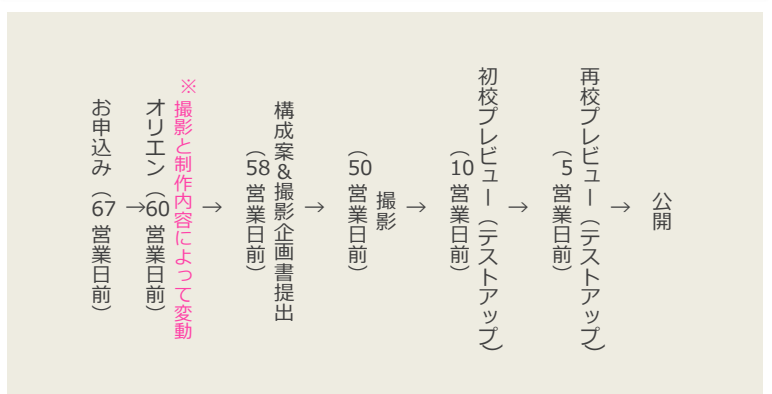 お申込み（67営業日前）
→
オリエン（60営業日前）
※撮影と制作内容によって変動
→
構成案&撮影企画書提出
（58営業日前）
→
撮影
（50営業日前）
→
初校プレビュー（テストアップ）
（10営業日前）
→
再校プレビュー（テストアップ）
（5営業日前）
→
公開